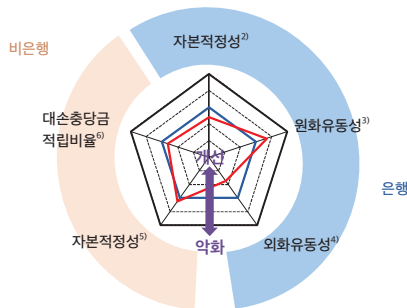 비은행
자본적정성2)
대손충당금
적립비율6)
원화유동성3)
개선
은행
자본적정성5)
악화
외화유동성4)